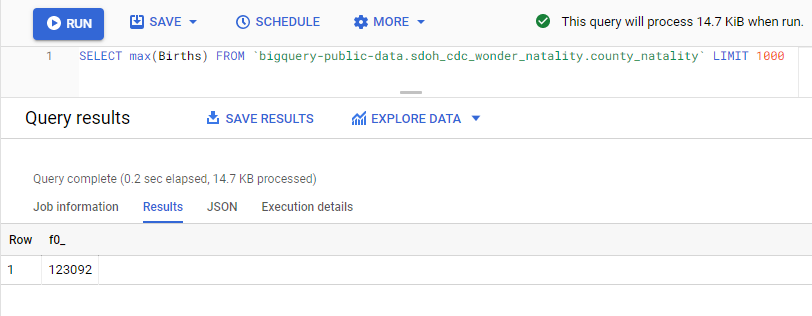 RUN SAVE SCHEDULE MORE This query will process 14.7 KiB when run.
1 SELECT max(Births) FROM `bigquery-public-data.sdoh_cdc_wonder_natality.county_natality` LIMIT 1000
Query results SAVE RESULTS EXPLORE DATA
Query complete (0.2 sec elapsed, 14.7 KB processed)
Job information Results JSON Execution details
Row f0_
1 123092